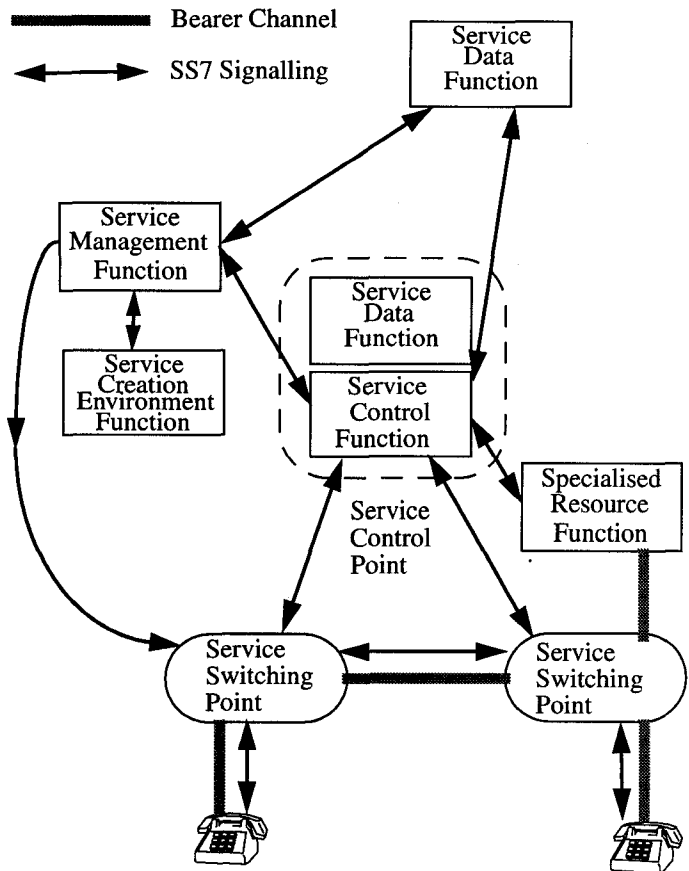 Bearer Channel
SS7 Signalling
Service
Data
Function
Service
Management
Function
Service
Data
Function
Service
Creation
Environment
Function
Service
Control
Function
Specialised
Resource
Function
Service
Control
Point
Service
Switching
Point
Service
Switching
Point